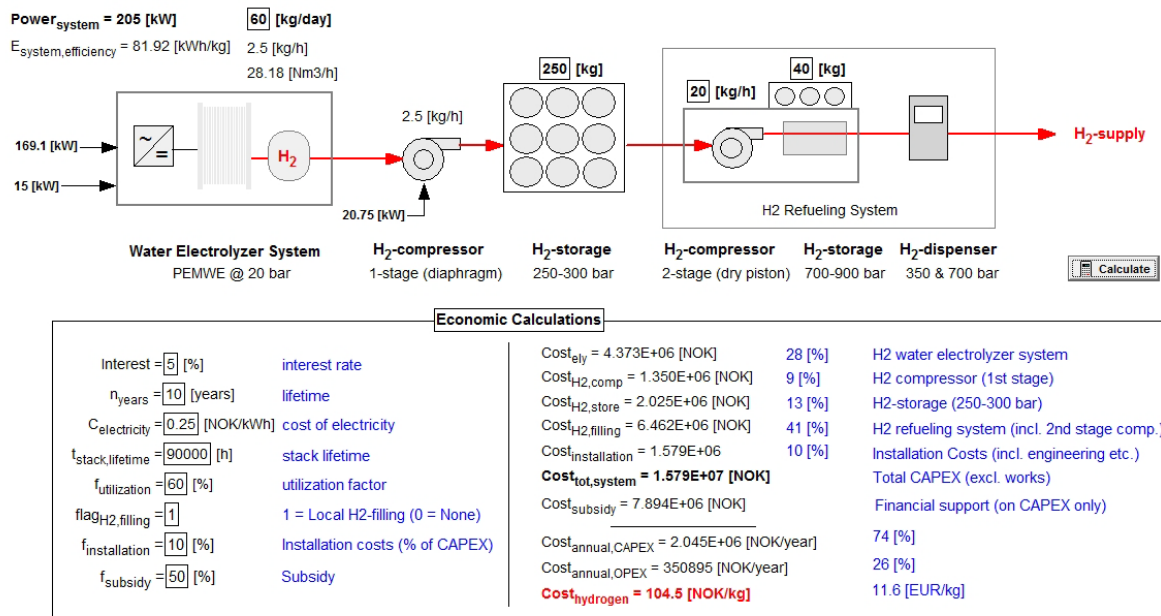 Power_system = 205 [kW]
60 [kg/day]
E_system,efficiency = 81.92 [kWh/kg]
2.5 [kg/h]
28.18 [Nm3/h]
169.1 [kW]
15 [kW]
~
=
H2
2.5 [kg/h]
20.75 [kW]
250 [kg]
40 [kg]
20 [kg/h]
H2 Refueling System
H2-supply
Water Electrolyzer System
PEMWE @ 20 bar
H2-compressor
1-stage (diaphragm)
H2-storage
250-300 bar
H2-compressor
2-stage (dry piston)
H2-storage
700-900 bar
H2-dispenser
350 & 700 bar
Calculate
Economic Calculations
Interest = 5 [%] interest rate
n_years = 10 [years] lifetime
C_electricity = 0.25 [NOK/kWh] cost of electricity
t_stack,lifetime = 90000 [h] stack lifetime
f_utilization = 60 [%] utilization factor
flag_H2,filling = 1 1 = Local H2-filling (0 = None)
f_installation = 10 [%] Installation costs (% of CAPEX)
f_subsidy = 50 [%] Subsidy
Cost_ely = 4.373E+06 [NOK] 28 [%] H2 water electrolyzer system
Cost_H2,comp = 1.350E+06 [NOK] 9 [%] H2 compressor (1st stage)
Cost_H2,store = 2.025E+06 [NOK] 13 [%] H2-storage (250-300 bar)
Cost_H2,filling = 6.462E+06 [NOK] 41 [%] H2 refueling system (incl. 2nd stage comp.)
Cost_installation = 1.579E+06 10 [%] Installation Costs (incl. engineering etc.)
Cost_tot,system = 1.579E+07 [NOK] Total CAPEX (excl. works)
Cost_subsidy = 7.894E+06 [NOK] Financial support (on CAPEX only)
Cost_annual,CAPEX = 2.045E+06 [NOK/year] 74 [%]
Cost_annual,OPEX = 350895 [NOK/year] 26 [%]
Cost_hydrogen = 104.5 [NOK/kg] 11.6 [EUR/kg]